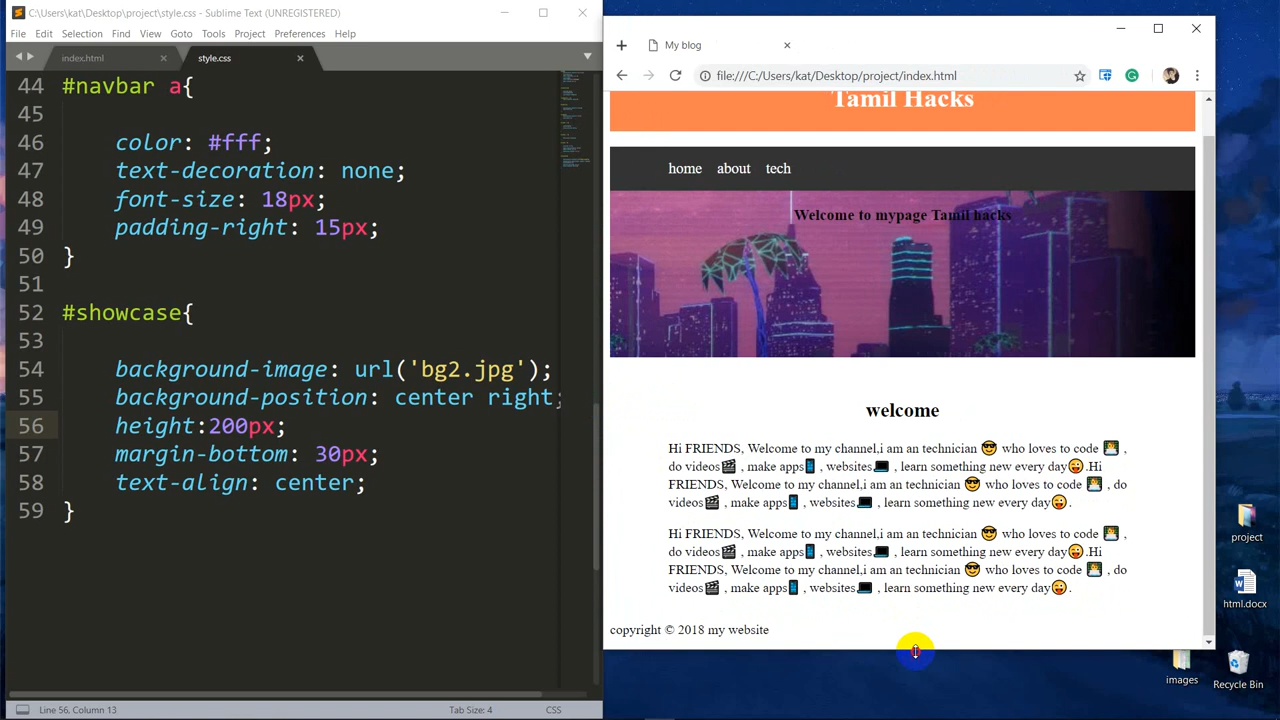 C:\Users\kat\Desktop\project\style.css - Sublime Text (UNREGISTERED)
File Edit Selection Find View Goto Tools Project Preferences Help
index.html style.css
44 #navbar a{
45
46 color: #fff;
47 text-decoration: none;
48 font-size: 18px;
49 padding-right: 15px;
50 }
51
52 #showcase{
53
54 background-image: url('bg2.jpg');
55 background-position: center right;
56 height:200px;
57 margin-bottom: 30px;
58 text-align: center;
59 }
Line 56, Column 13 Tab Size: 4 CSS
My blog
file:///C:/Users/kat/Desktop/project/index.html
Tamil Hacks
home about tech
Welcome to mypage Tamil hacks
welcome
Hi FRIENDS, Welcome to my channel,i am an technician 😎 who loves to code 👨‍💻 ,
do videos🎬 , make apps📱 , websites💻 , learn something new every day😜.Hi
FRIENDS, Welcome to my channel,i am an technician 😎 who loves to code 👨‍💻 , do
videos🎬 , make apps📱 , websites💻 , learn something new every day😜.
Hi FRIENDS, Welcome to my channel,i am an technician 😎 who loves to code 👨‍💻 ,
do videos🎬 , make apps📱 , websites💻 , learn something new every day😜.Hi
FRIENDS, Welcome to my channel,i am an technician 😎 who loves to code 👨‍💻 , do
videos🎬 , make apps📱 , websites💻 , learn something new every day😜.
copyright © 2018 my website
project
html.docx
images
Recycle Bin